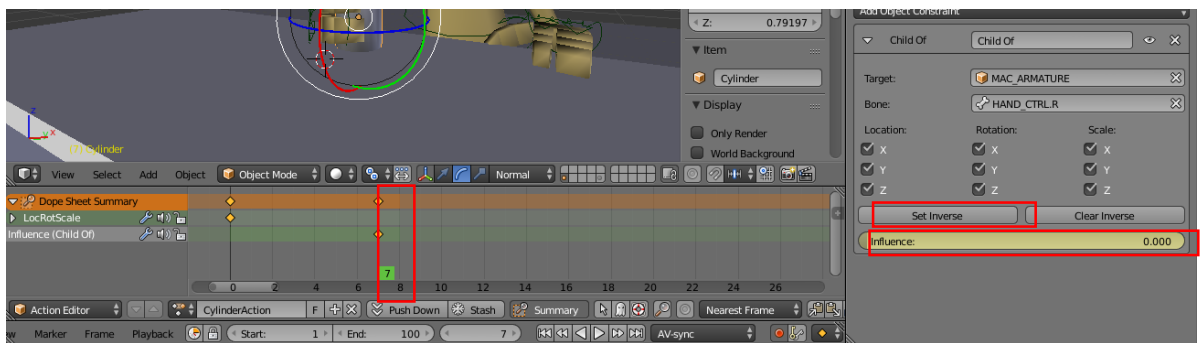 Add Object Constraint
Z: 0.79197
Item
Cylinder
Display
Only Render
World Background
z
y x
(7) Cylinder
View Select Add Object Object Mode Normal
Dope Sheet Summary
LocRotScale
Influence (Child Of)
7
0 2 4 6 8 10 12 14 16 18 20 22 24 26
Action Editor CylinderAction F Push Down Stash Summary Nearest Frame
Marker Frame Playback Start: 1 End: 100 7 AV-sync
Child Of Child Of
Target: MAC_ARMATURE
Bone: HAND_CTRL.R
Location: Rotation: Scale:
X X X
Y Y Y
Z Z Z
Set Inverse Clear Inverse
Influence: 0.000